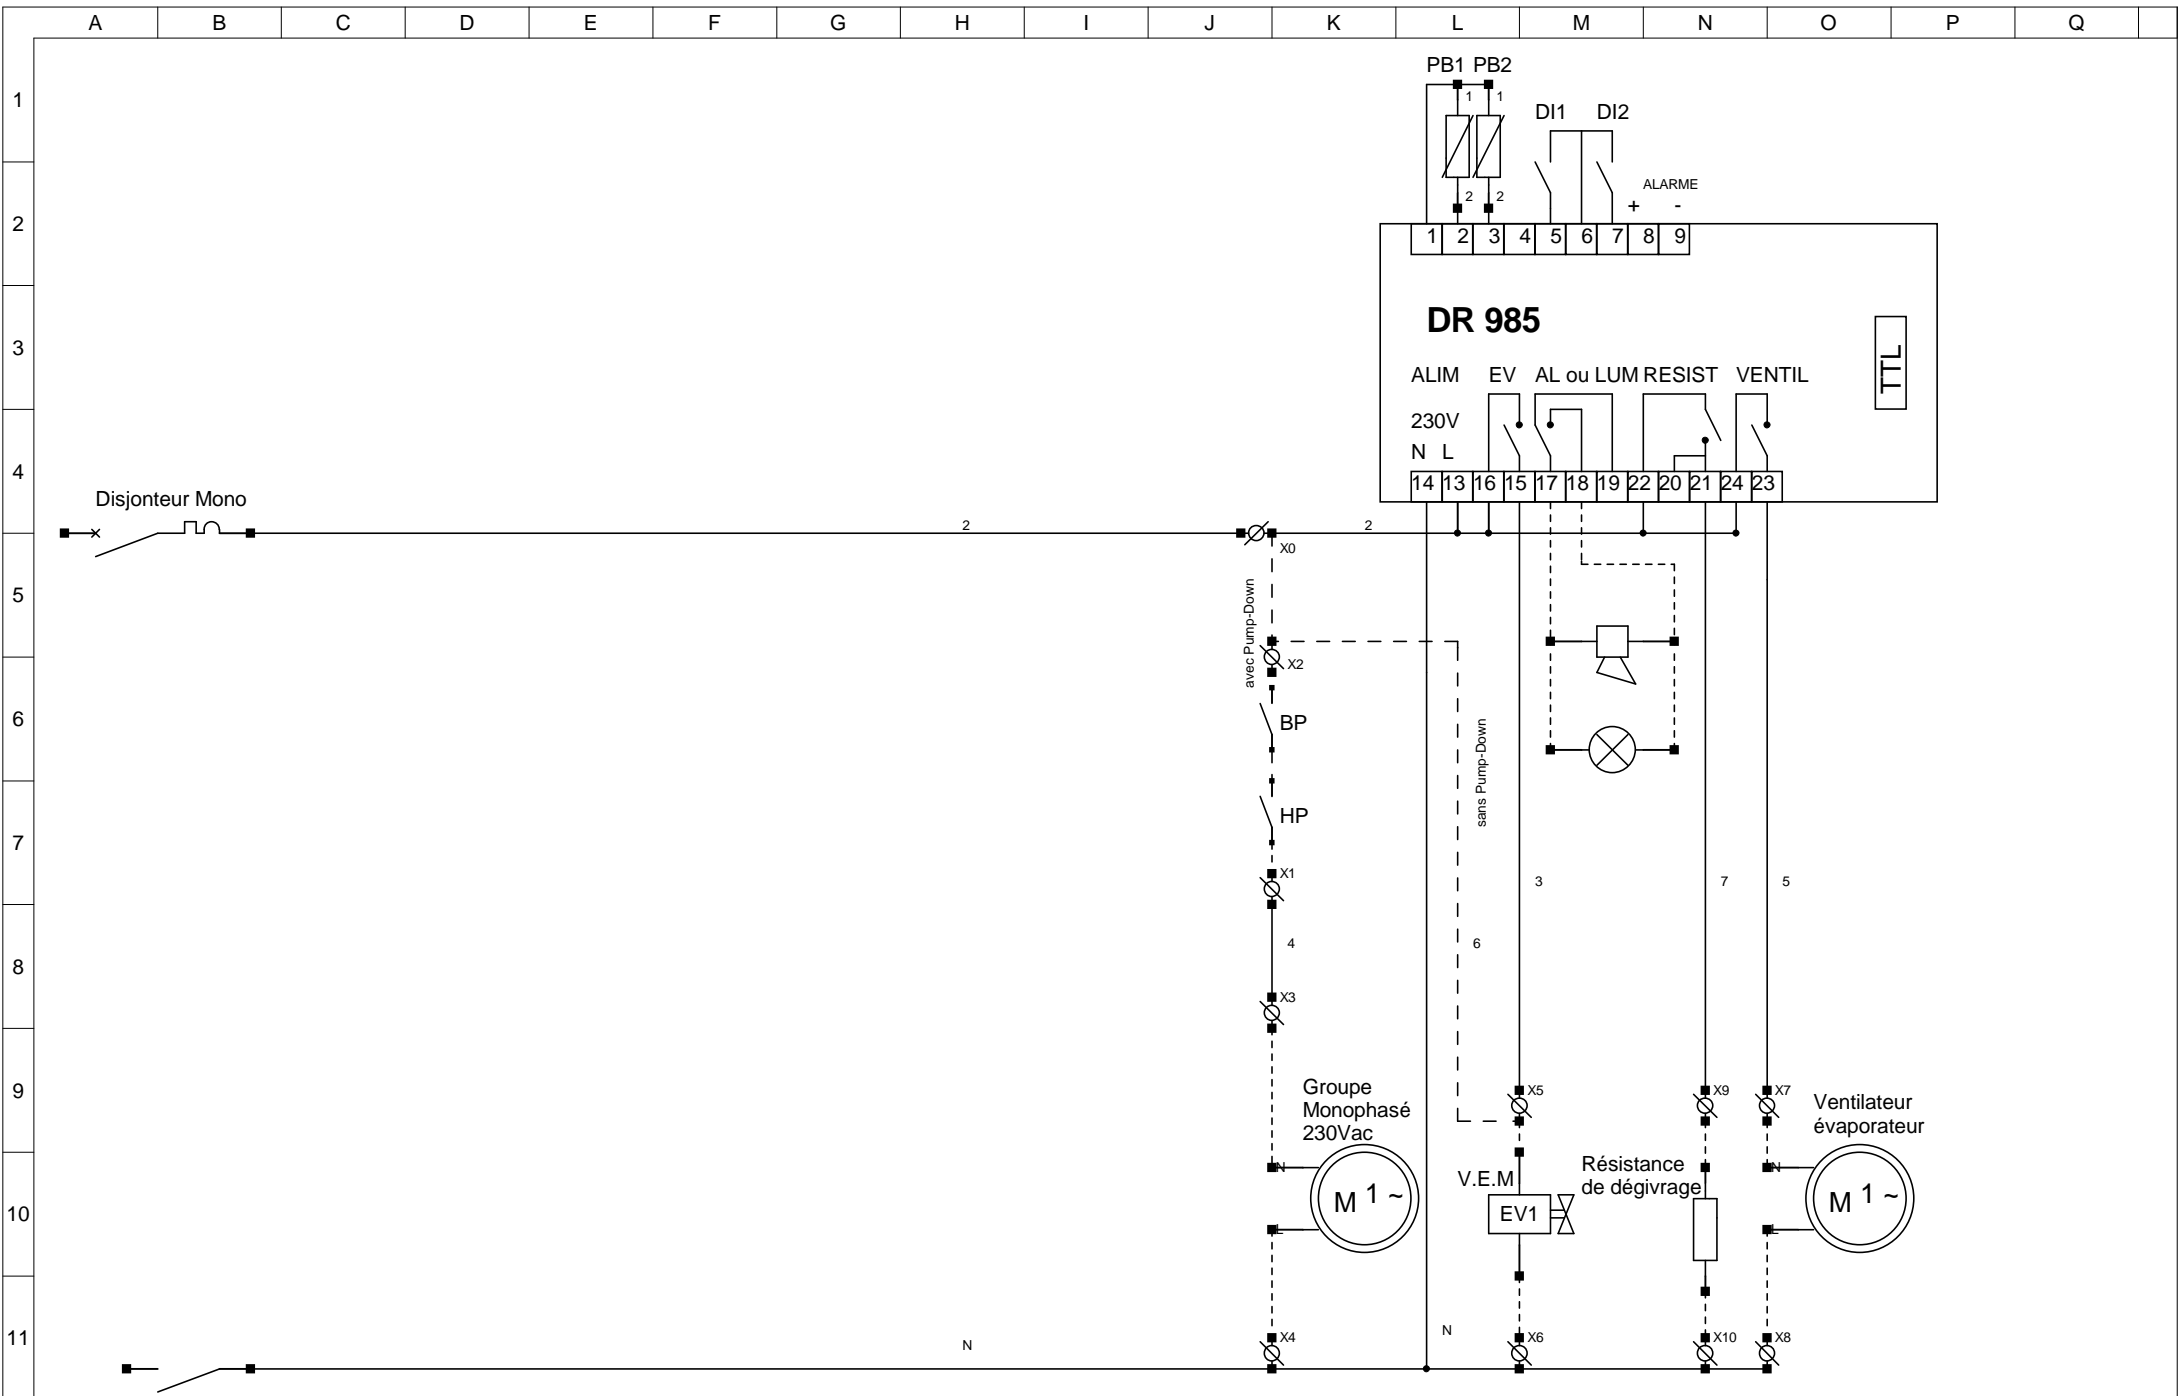 A B C D E F G H I J K L M N O P Q
1
PB1 PB2
1 1
DI1 DI2
2 2
ALARME
+ -
2
1 2 3 4 5 6 7 8 9
DR 985
TTL
3
ALIM EV AL ou LUM RESIST VENTIL
230V
N L
4
14 13 16 15 17 18 19 22 20 21 24 23
Disjonteur Mono
2 2
X0
5
avec Pump-Down
X2
6
BP
sans Pump-Down
HP
7
X1
3 7 5
4 6
8
X3
9
Groupe
Monophasé
230Vac
X5 X9 X7
Ventilateur
évaporateur
N
M 1 ~
L
V.E.M
EV1
Résistance
de dégivrage
N
M 1 ~
L
10
11
N N
X4 X6 X10 X8